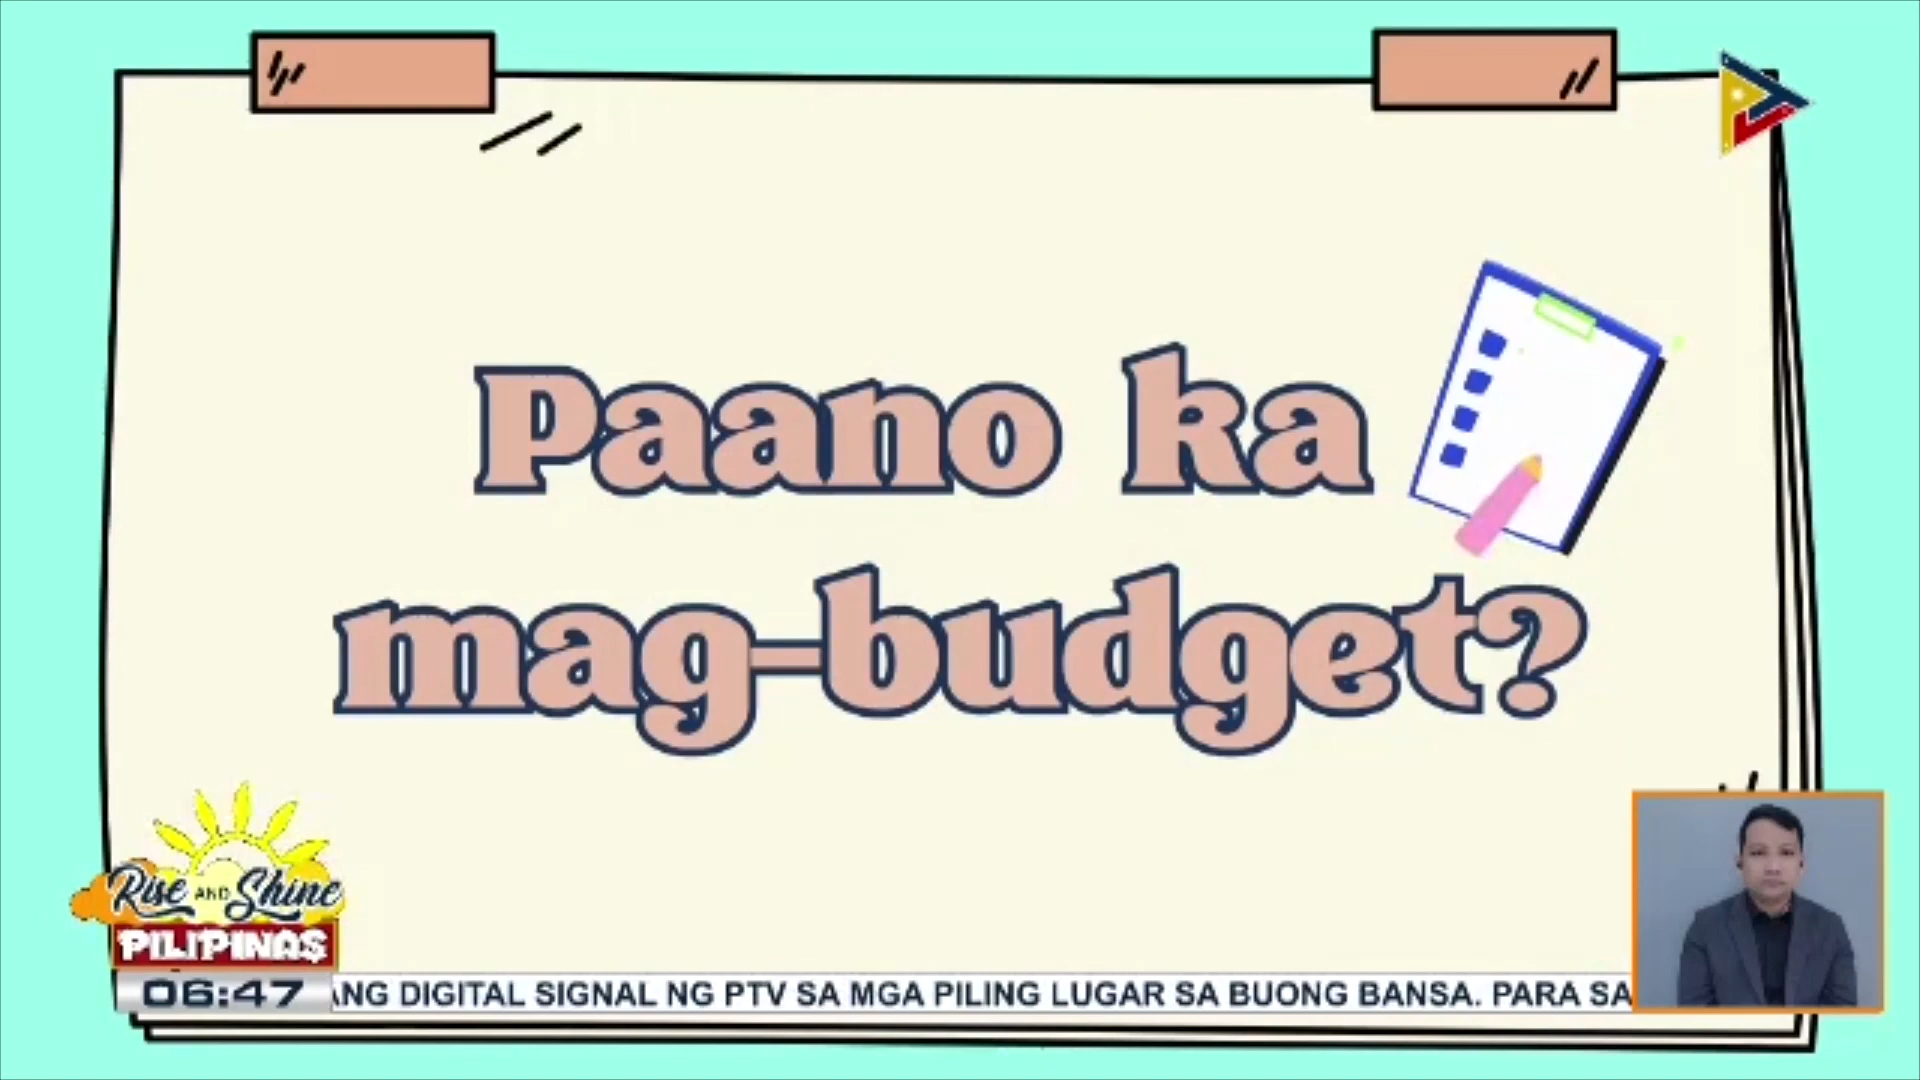 Paano ka
mag-budget?
Rise AND Shine
PILIPINAS
06:47
ANG DIGITAL SIGNAL NG PTV SA MGA PILING LUGAR SA BUONG BANSA. PARA SA